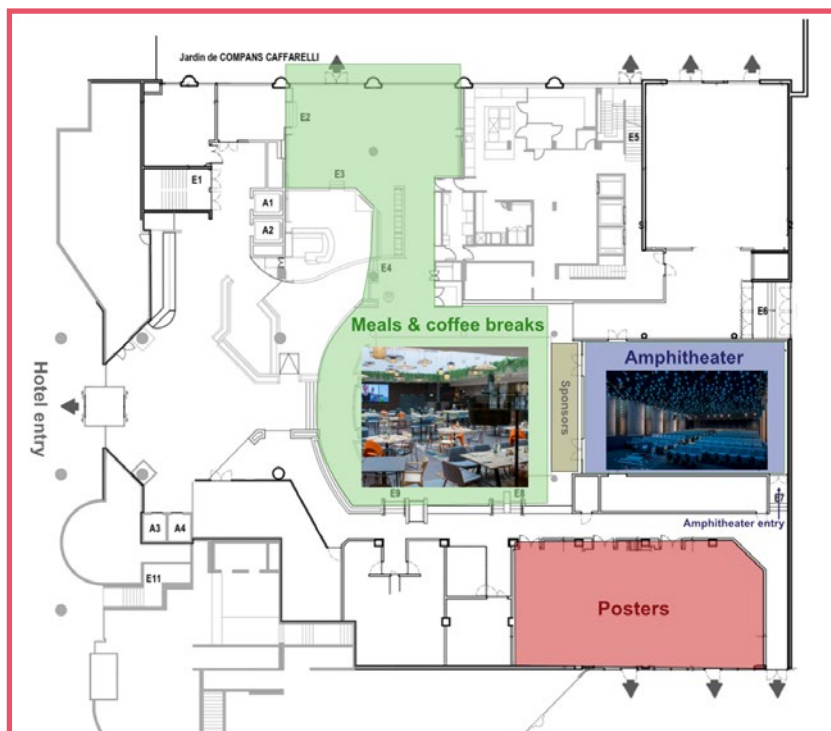 Jardin de COMPANS CAFFARELLI
E2
E5
E1
E3
A1
A2
E4
E6
Meals & coffee breaks
Amphitheater
Hotel entry
Sponsors
E9
E8
E7
A3
A4
Amphitheater entry
E11
Posters